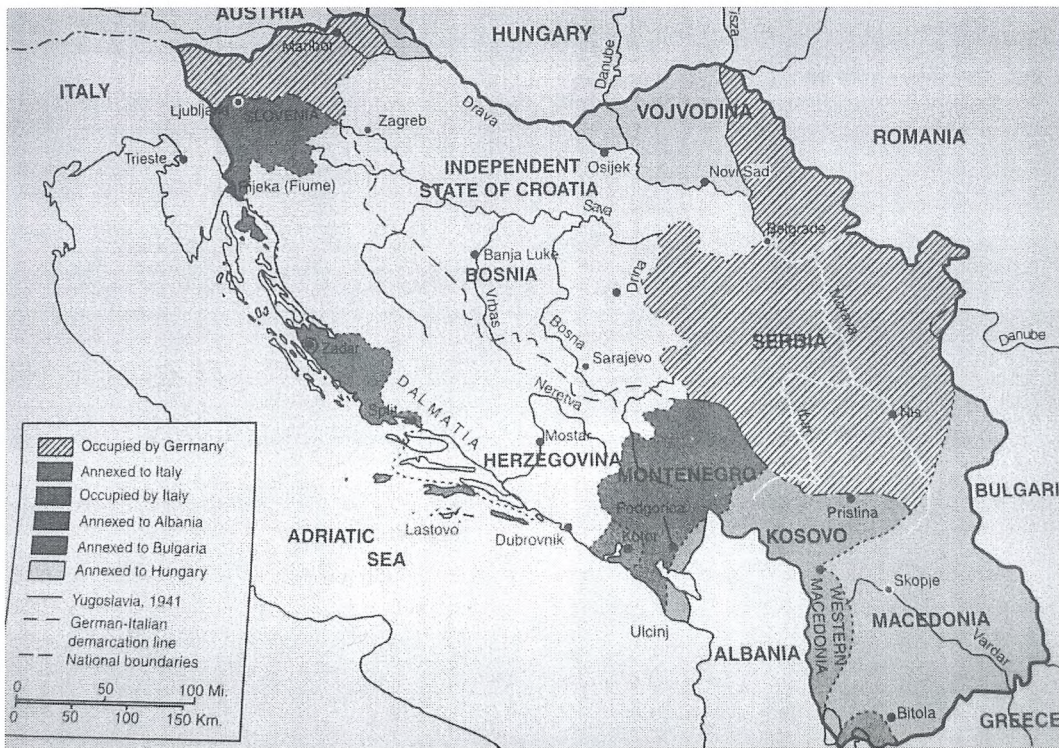 AUSTRIA
Maribor
HUNGARY
Danube
Tisza
ITALY
Ljubljana
SLOVENIA
Zagreb
Drava
VOJVODINA
ROMANIA
Trieste
INDEPENDENT
STATE OF CROATIA
Osijek
Novi Sad
Rijeka (Fiume)
Sava
Belgrade
Banja Luke
BOSNIA
Vrbas
Bosna
Drina
Morava
SERBIA
Danube
Zadar
Sarajevo
DALMATIA
Neretva
Ibur
Nis
Split
Mostar
HERZEGOVINA
MONTENEGRO
BULGARI
Podgorica
Pristina
KOSOVO
ADRIATIC
SEA
Lastovo
Dubrovnik
Kotor
Skopje
WESTERN
MACEDONIA
MACEDONIA
Vardar
Ulcinj
ALBANIA
Bitola
GREECE
Occupied by Germany
Annexed to Italy
Occupied by Italy
Annexed to Albania
Annexed to Bulgaria
Annexed to Hungary
Yugoslavia, 1941
German-Italian
demarcation line
National boundaries
0 50 100 Mi.
0 50 100 150 Km.